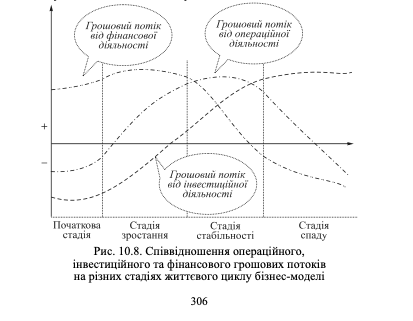 Грошовий потік
від фінансової
діяльності
Грошовий потік
від операційної
діяльності
+
–
Грошовий потік
від інвестиційної
діяльності
Початкова
стадія
Стадія
зростання
Стадія
стабільності
Стадія
спаду
Рис. 10.8. Співвідношення операційного,
інвестиційного та фінансового грошових потоків
на різних стадіях життєвого циклу бізнес-моделі
306